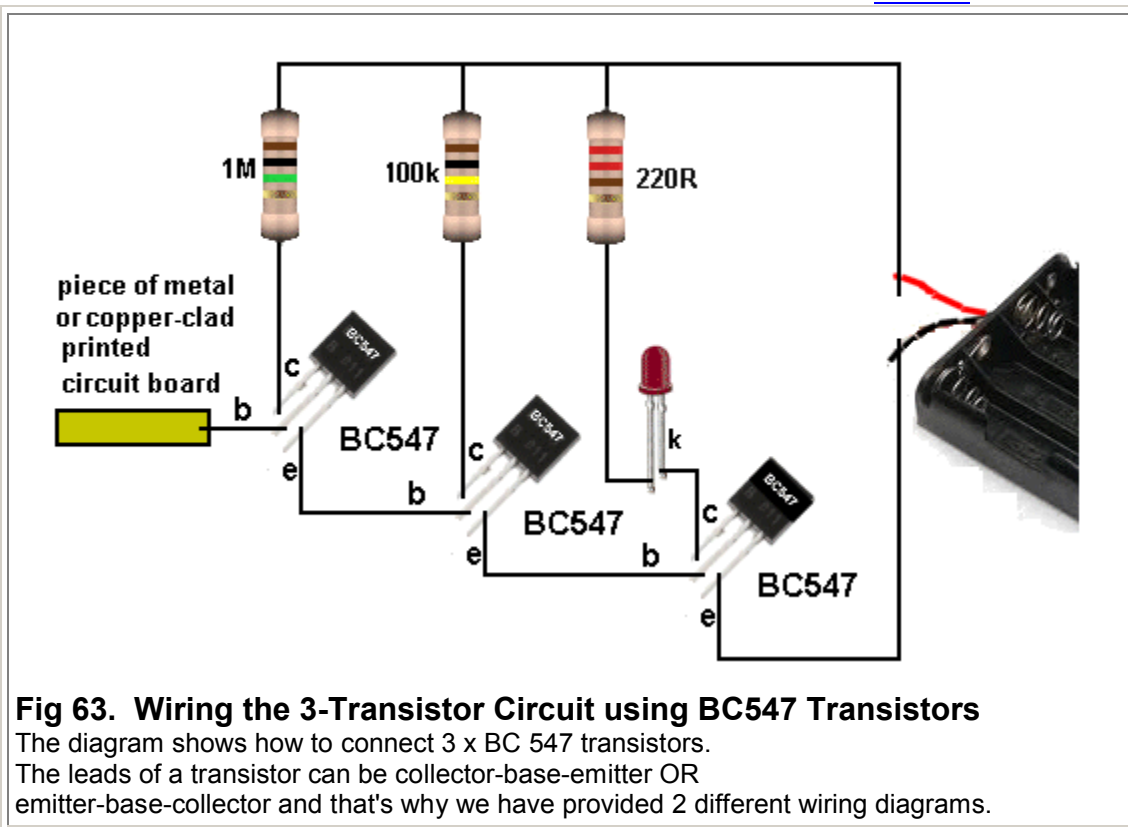 1M
100k
220R
piece of metal
or copper-clad
printed
circuit board
b
c
e
BC547
BC547
b
c
e
BC547
BC547
k
b
c
e
BC547
BC547
Fig 63.  Wiring the 3-Transistor Circuit using BC547 Transistors
The diagram shows how to connect 3 x BC 547 transistors.
The leads of a transistor can be collector-base-emitter OR
emitter-base-collector and that's why we have provided 2 different wiring diagrams.